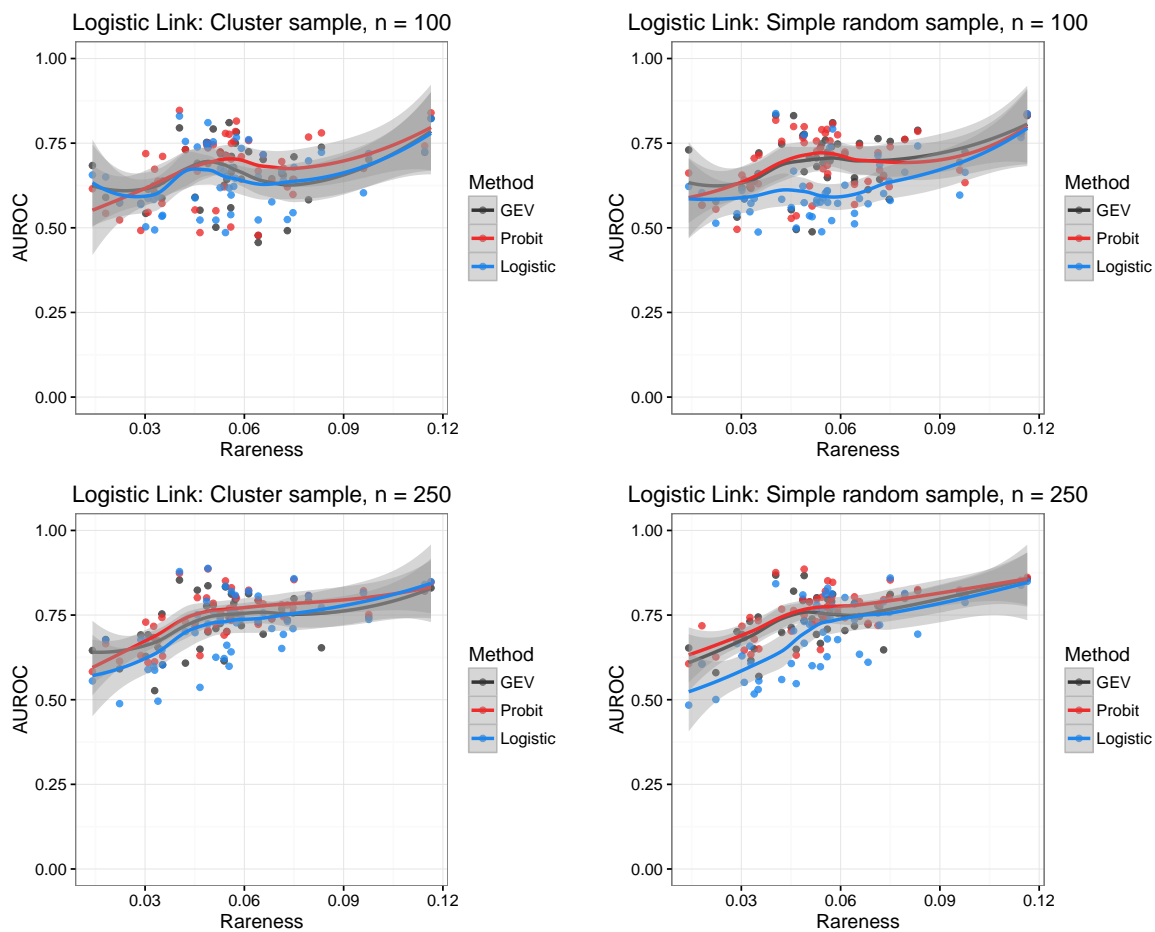 Logistic Link: Cluster sample, n = 100
1.00
0.75
0.50
0.25
0.00
AUROC
0.03 0.06 0.09 0.12
Rareness
Method
GEV
Probit
Logistic
Logistic Link: Simple random sample, n = 100
1.00
0.75
0.50
0.25
0.00
AUROC
0.03 0.06 0.09 0.12
Rareness
Method
GEV
Probit
Logistic
Logistic Link: Cluster sample, n = 250
1.00
0.75
0.50
0.25
0.00
AUROC
0.03 0.06 0.09 0.12
Rareness
Method
GEV
Probit
Logistic
Logistic Link: Simple random sample, n = 250
1.00
0.75
0.50
0.25
0.00
AUROC
0.03 0.06 0.09 0.12
Rareness
Method
GEV
Probit
Logistic